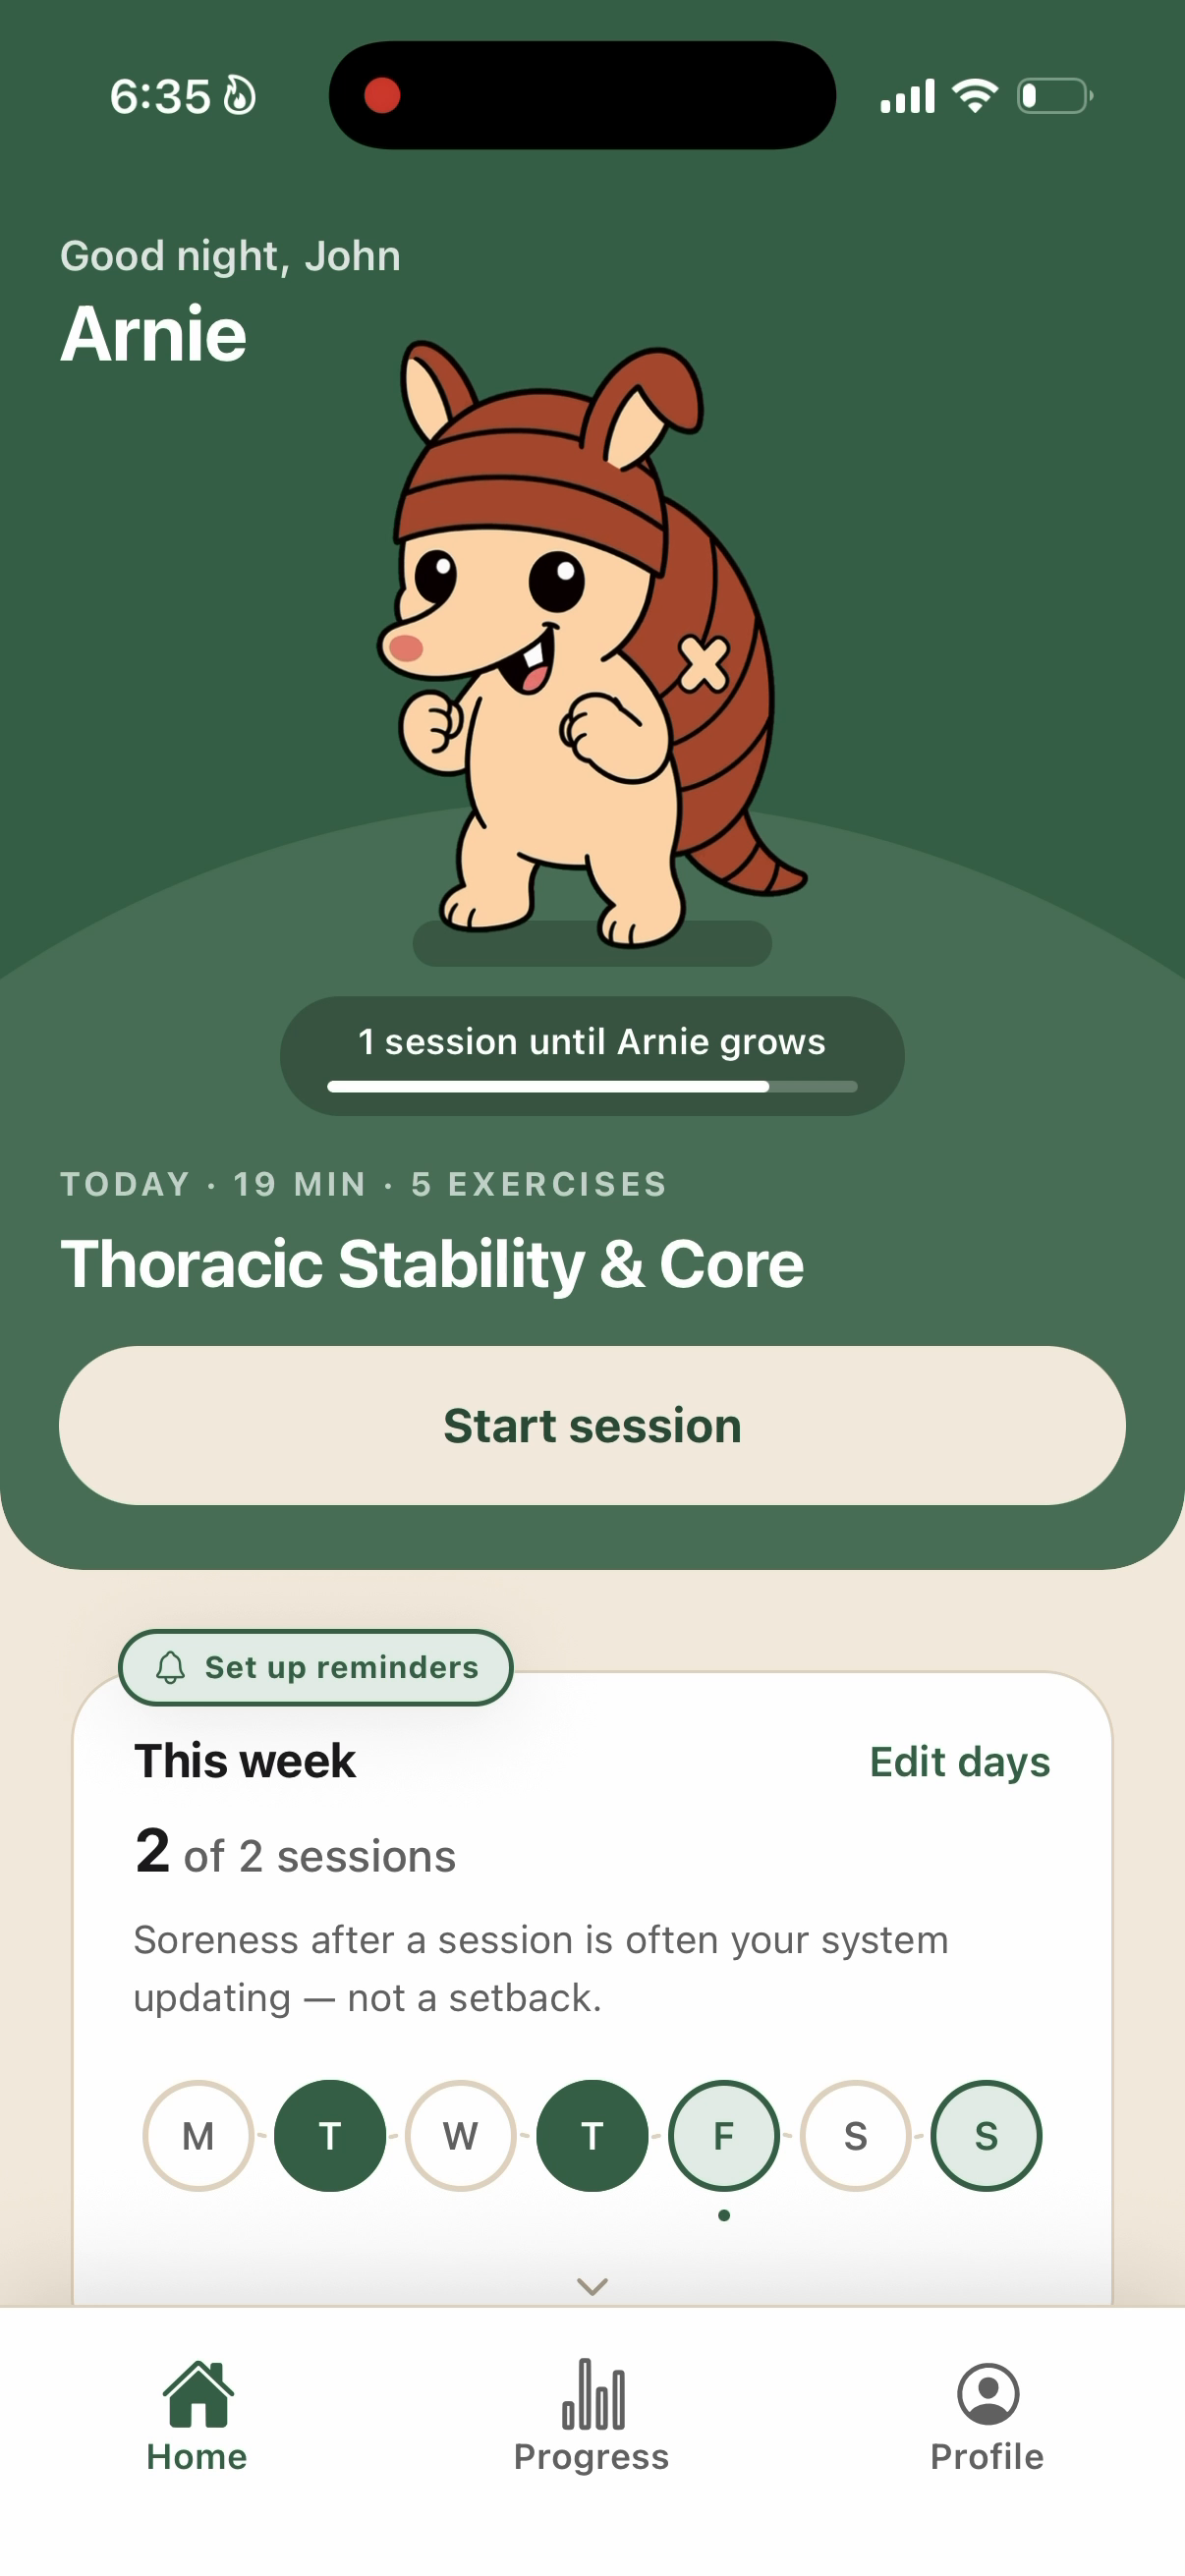 6:35
Good night, John
Arnie
1 session until Arnie grows
TODAY · 19 MIN · 5 EXERCISES
Thoracic Stability & Core
Start session
Set up reminders
This week
Edit days
2 of 2 sessions
Soreness after a session is often your system
updating — not a setback.
M T W T F S S
Home Progress Profile